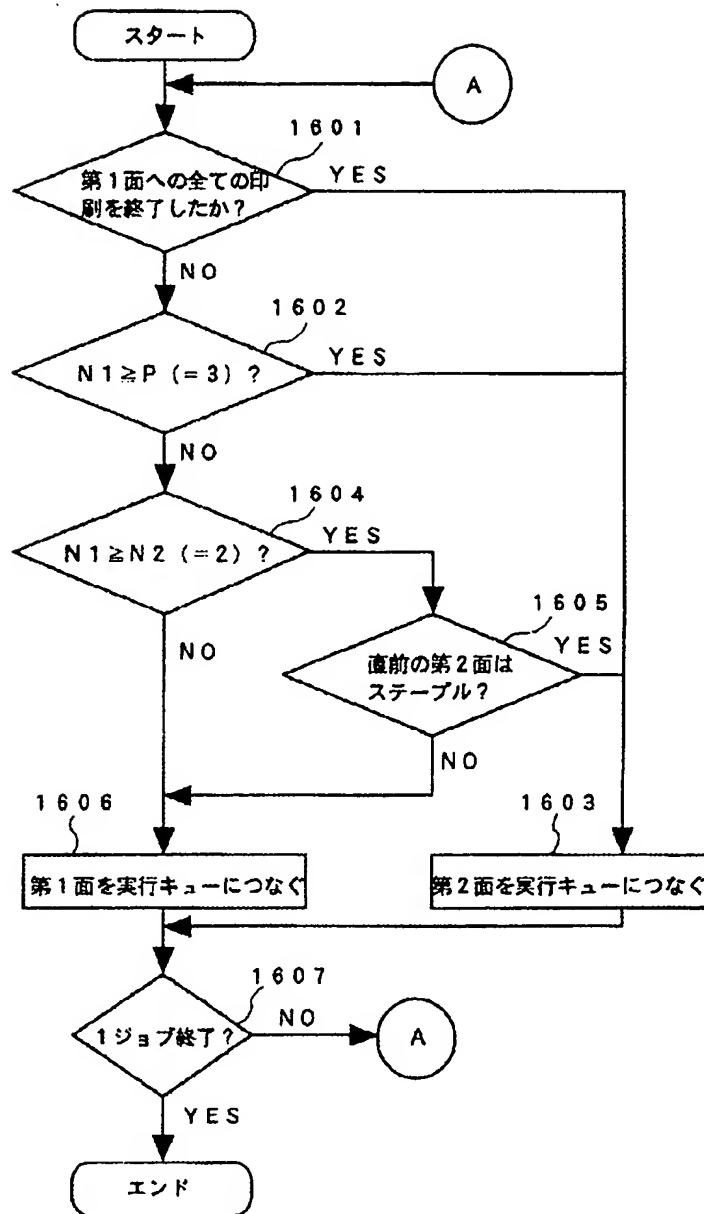 スタート
A
1601
第1面への全ての印
刷を終了したか?
YES
NO
1602
N1≧P (=3) ?
YES
NO
1604
N1≧N2 (=2) ?
YES
NO
1605
直前の第2面は
ステープル?
YES
NO
1606
第1面を実行キューにつなぐ
1603
第2面を実行キューにつなぐ
1607
1ジョブ終了?
NO
A
YES
エンド